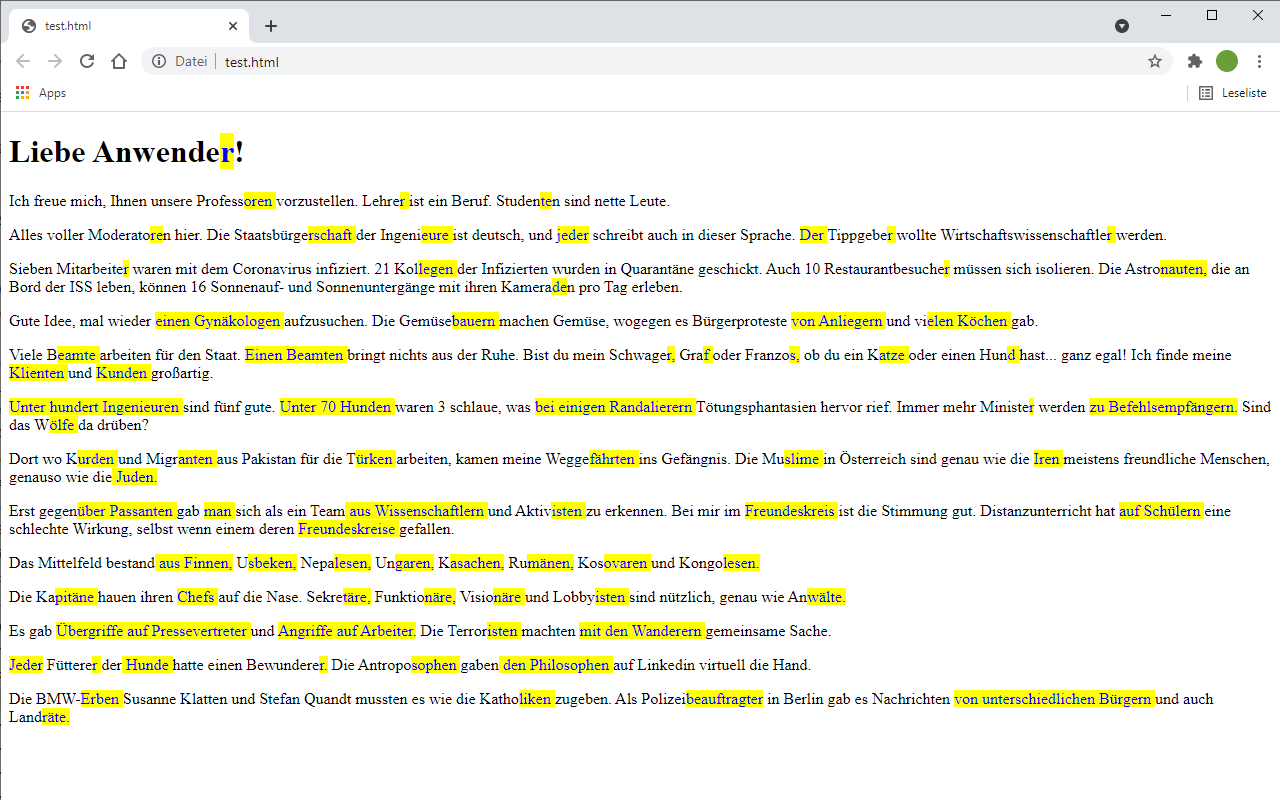 test.html
Datei test.html
Apps Leseliste
Liebe Anwender!
Ich freue mich, Ihnen unsere Professoren vorzustellen. Lehrer ist ein Beruf. Studenten sind nette Leute.
Alles voller Moderatoren hier. Die Staatsbürgerschaft der Ingenieure ist deutsch, und jeder schreibt auch in dieser Sprache. Der Tippgeber wollte Wirtschaftswissenschaftler werden.
Sieben Mitarbeiter waren mit dem Coronavirus infiziert. 21 Kollegen der Infizierten wurden in Quarantäne geschickt. Auch 10 Restaurantbesucher müssen sich isolieren. Die Astronauten, die an
Bord der ISS leben, können 16 Sonnenauf- und Sonnenuntergänge mit ihren Kameraden pro Tag erleben.
Gute Idee, mal wieder einen Gynäkologen aufzusuchen. Die Gemüsebauern machen Gemüse, wogegen es Bürgerproteste von Anliegern und vielen Köchen gab.
Viele Beamte arbeiten für den Staat. Einen Beamten bringt nichts aus der Ruhe. Bist du mein Schwager, Graf oder Franzos, ob du ein Katze oder einen Hund hast... ganz egal! Ich finde meine
Klienten und Kunden großartig.
Unter hundert Ingenieuren sind fünf gute. Unter 70 Hunden waren 3 schlaue, was bei einigen Randalierern Tötungsphantasien hervor rief. Immer mehr Minister werden zu Befehlsempfängern. Sind
das Wölfe da drüben?
Dort wo Kurden und Migranten aus Pakistan für die Türken arbeiten, kamen meine Weggefährten ins Gefängnis. Die Muslime in Österreich sind genau wie die Iren meistens freundliche Menschen,
genauso wie die Juden.
Erst gegenüber Passanten gab man sich als ein Team aus Wissenschaftlern und Aktivisten zu erkennen. Bei mir im Freundeskreis ist die Stimmung gut. Distanzunterricht hat auf Schülern eine
schlechte Wirkung, selbst wenn einem deren Freundeskreise gefallen.
Das Mittelfeld bestand aus Finnen, Usbeken, Nepalesen, Ungaren, Kasachen, Rumänen, Kosovaren und Kongolesen.
Die Kapitäne hauen ihren Chefs auf die Nase. Sekretäre, Funktionäre, Visionäre und Lobbyisten sind nützlich, genau wie Anwälte.
Es gab Übergriffe auf Pressevertreter und Angriffe auf Arbeiter. Die Terroristen machten mit den Wanderern gemeinsame Sache.
Jeder Fütterer der Hunde hatte einen Bewunderer. Die Antroposophen gaben den Philosophen auf Linkedin virtuell die Hand.
Die BMW-Erben Susanne Klatten und Stefan Quandt mussten es wie die Katholiken zugeben. Als Polizeibeauftragter in Berlin gab es Nachrichten von unterschiedlichen Bürgern und auch
Landräte.